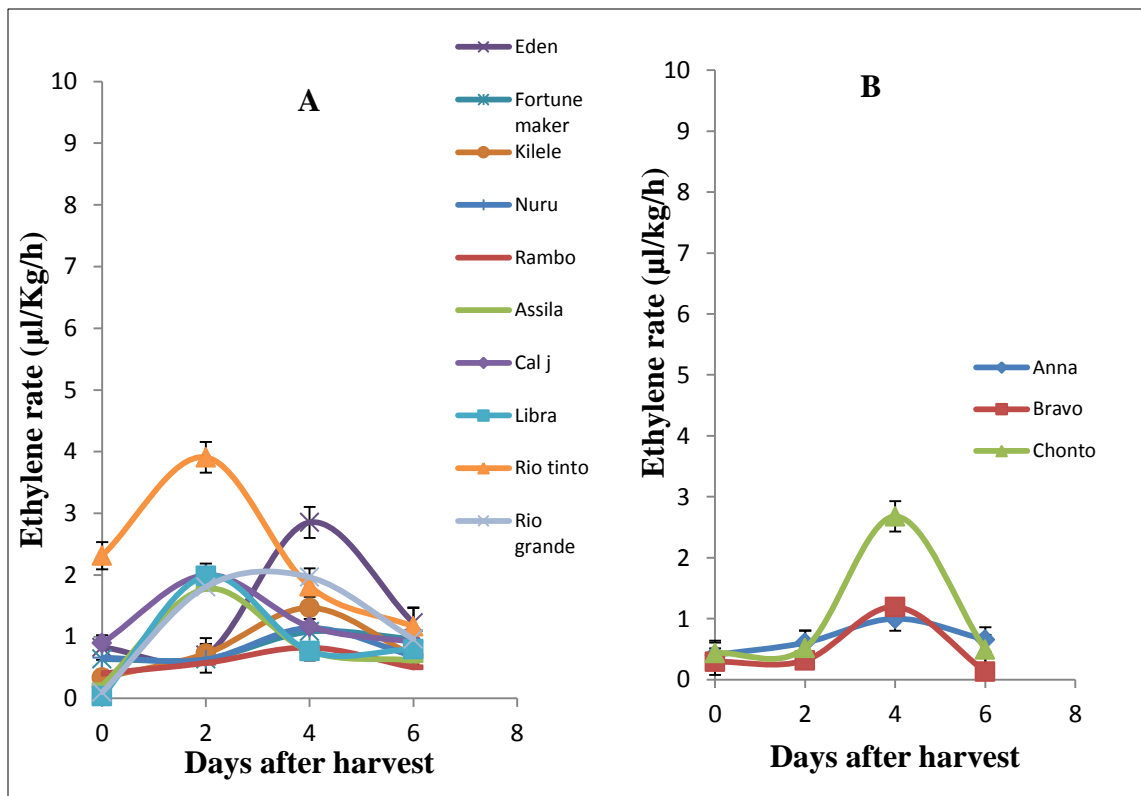 A
Ethylene rate (µl/Kg/h)
10
9
8
7
6
5
4
3
2
1
0
0
2
4
6
8
Days after harvest
Eden
Fortune
maker
Kilele
Nuru
Rambo
Assila
Cal j
Libra
Rio tinto
Rio
grande
B
Ethylene rate (µl/kg/h)
10
9
8
7
6
5
4
3
2
1
0
0
2
4
6
8
Days after harvest
Anna
Bravo
Chonto